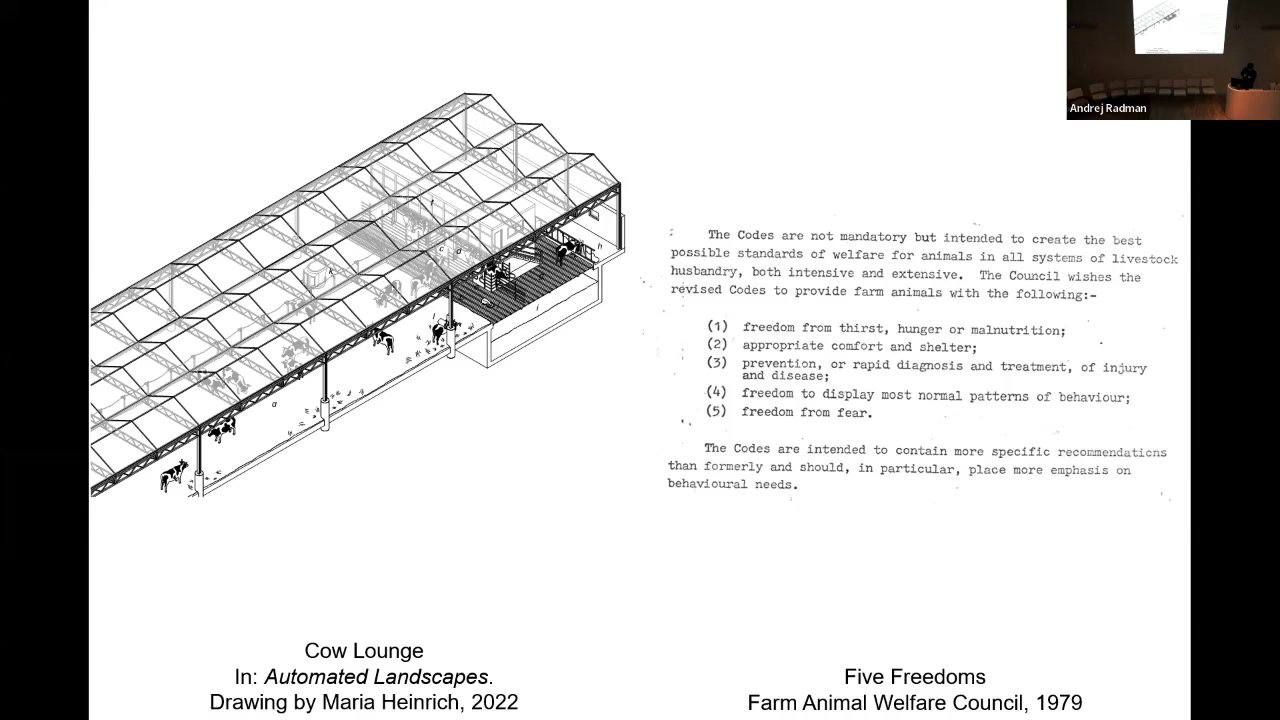 Andrej Radman
The Codes are not mandatory but intended to create the best
possible standards of welfare for animals in all systems of livestock
husbandry, both intensive and extensive. The Council wishes the
revised Codes to provide farm animals with the following:-
(1) freedom from thirst, hunger or malnutrition;
(2) appropriate comfort and shelter;
(3) prevention, or rapid diagnosis and treatment, of injury
and disease;
(4) freedom to display most normal patterns of behaviour;
(5) freedom from fear.
The Codes are intended to contain more specific recommendations
than formerly and should, in particular, place more emphasis on
behavioural needs.
Cow Lounge
In: Automated Landscapes.
Drawing by Maria Heinrich, 2022
Five Freedoms
Farm Animal Welfare Council, 1979